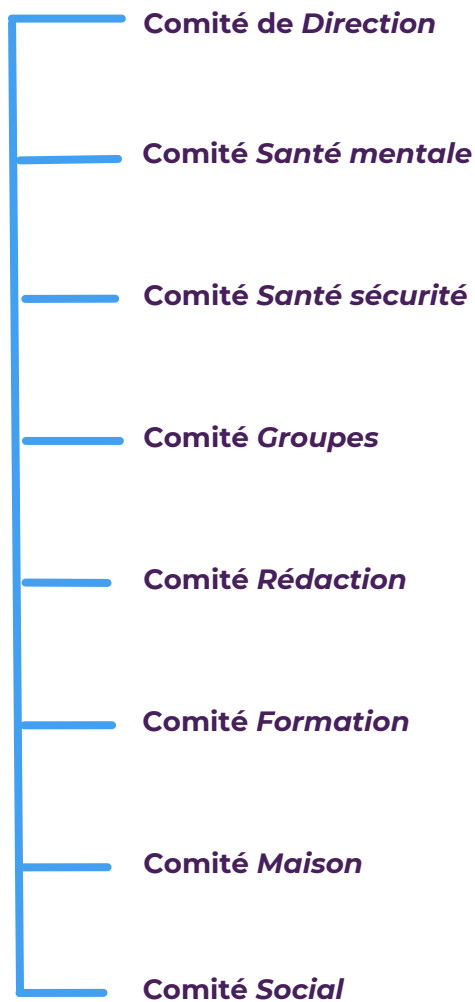 Comité de Direction
Comité Santé mentale
Comité Santé sécurité
Comité Groupes
Comité Rédaction
Comité Formation
Comité Maison
Comité Social